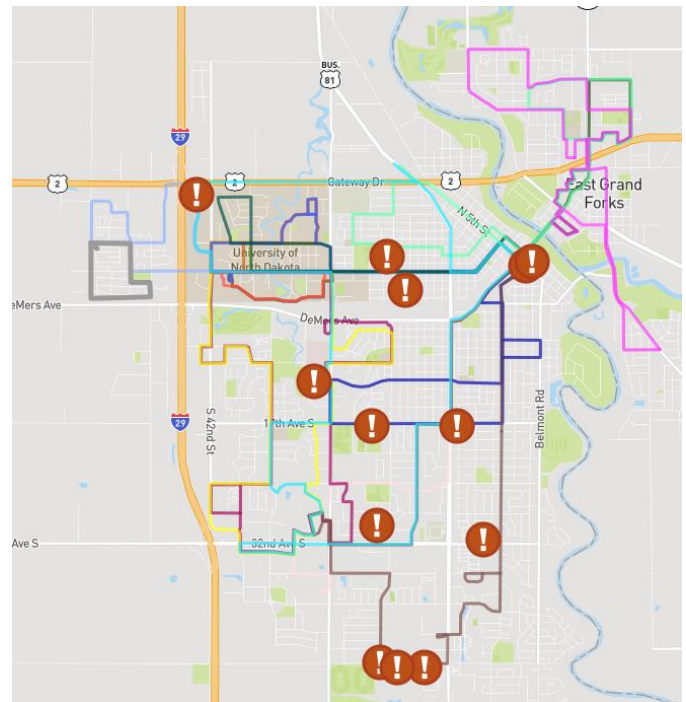 BUS.
81
29
2
2
2
Gateway Dr
East Grand
Forks
N 5th St
University of
North Dakota
eMers Ave
DeMers Ave
S 42nd St
Belmont Rd
29
17th Ave S
Ave S
32nd Ave S
!
!
!
!
!
!
!
!
!
!
!
!